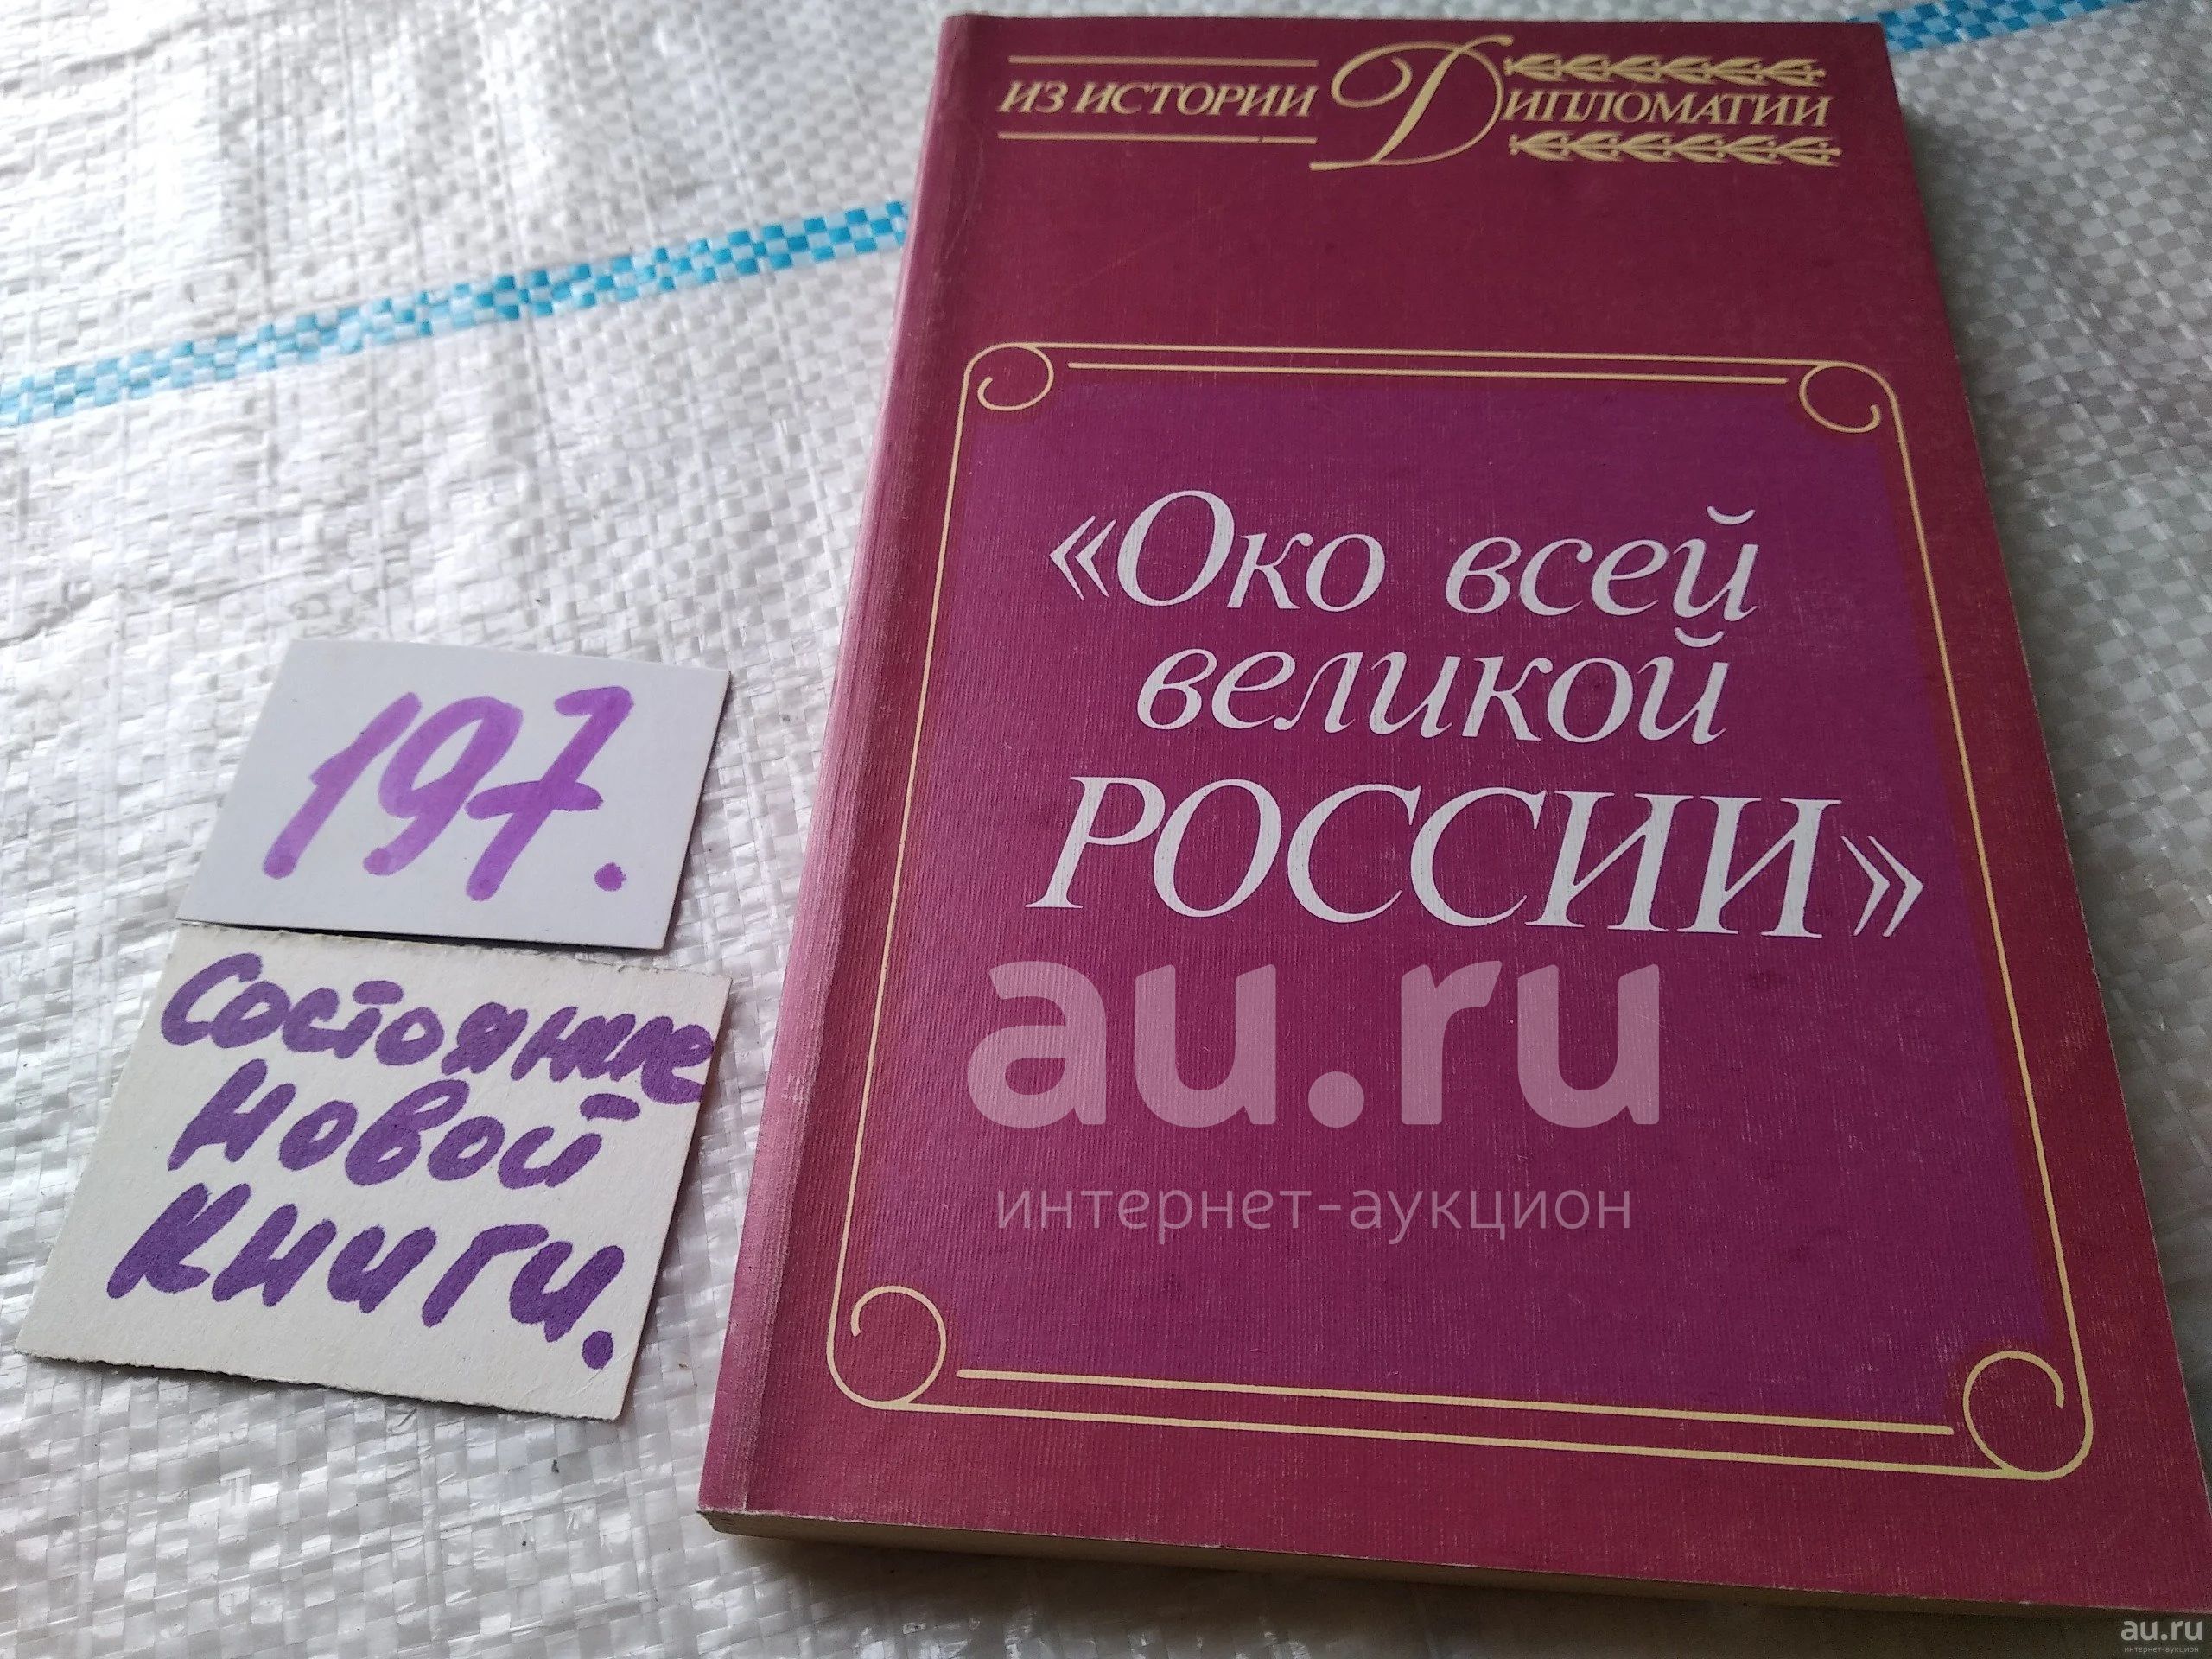 ИЗ ИСТОРИИ ДИПЛОМАТИИ
«Око всей
великой
РОССИИ»
197.
Состояние
новой
книги.
au.ru
интернет-аукцион
au.ru
интернет-аукцион